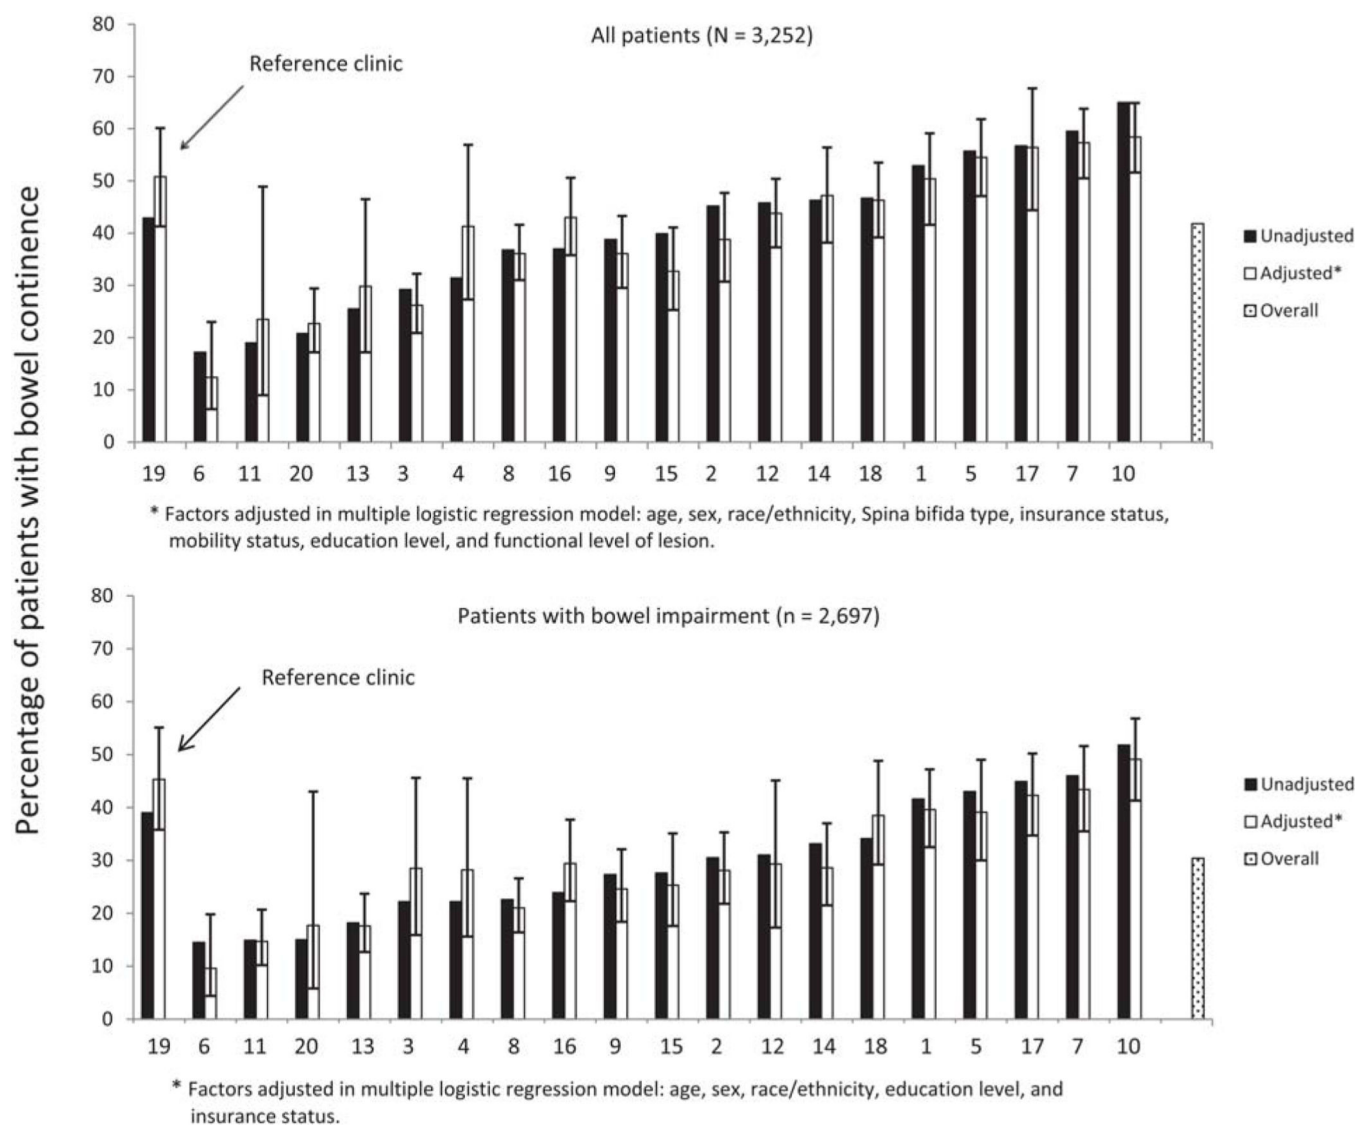 Percentage of patients with bowel continence
All patients (N = 3,252)
Reference clinic
80
70
60
50
40
30
20
10
0
19 6 11 20 13 3 4 8 16 9 15 2 12 14 18 1 5 17 7 10
Unadjusted
Adjusted*
Overall
* Factors adjusted in multiple logistic regression model: age, sex, race/ethnicity, Spina bifida type, insurance status,
mobility status, education level, and functional level of lesion.
Patients with bowel impairment (n = 2,697)
Reference clinic
80
70
60
50
40
30
20
10
0
19 6 11 20 13 3 4 8 16 9 15 2 12 14 18 1 5 17 7 10
Unadjusted
Adjusted*
Overall
* Factors adjusted in multiple logistic regression model: age, sex, race/ethnicity, education level, and
insurance status.